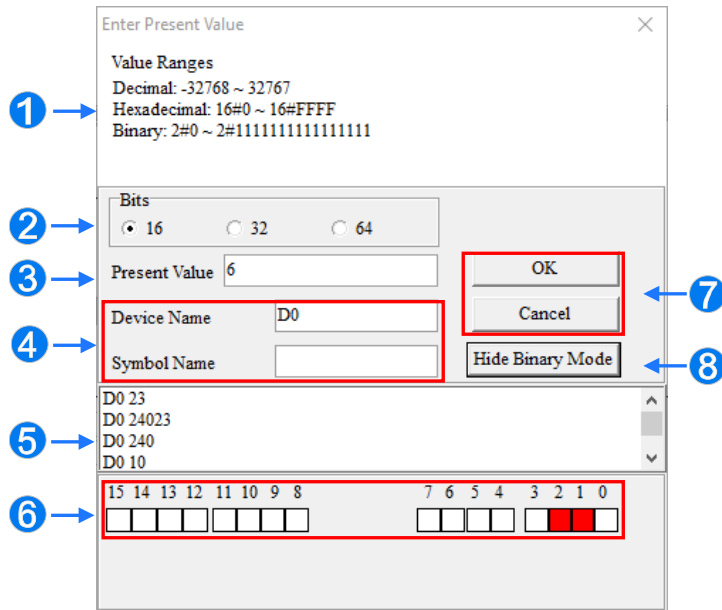 Enter Present Value
Value Ranges
Decimal: -32768 ~ 32767
1
Hexadecimal: 16#0 ~ 16#FFFF
Binary: 2#0 ~ 2#1111111111111111
Bits
2
16 32 64
3
Present Value 6
OK
7
Device Name D0
Cancel
4
Symbol Name
Hide Binary Mode
8
D0 23
D0 24023
5
D0 240
D0 10
15 14 13 12 11 10 9 8 7 6 5 4 3 2 1 0
6